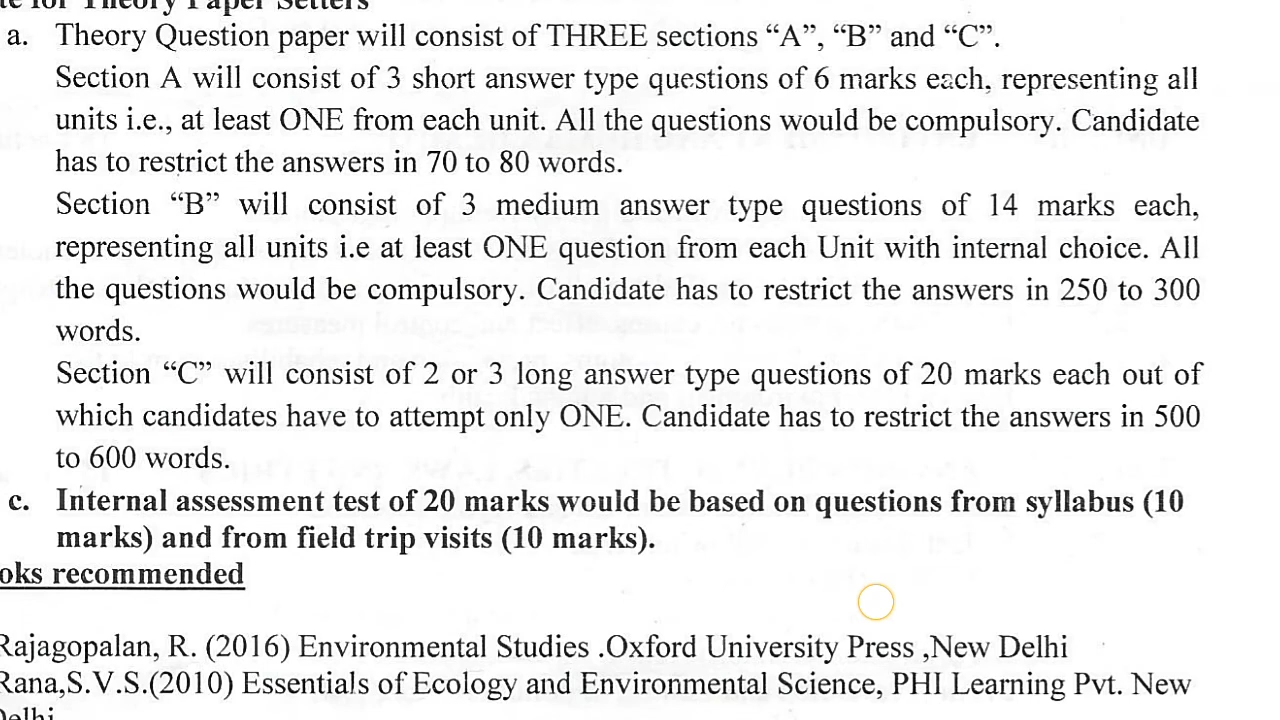 te for Theory Paper Setters
a. Theory Question paper will consist of THREE sections “A”, “B” and “C”.
Section A will consist of 3 short answer type questions of 6 marks each, representing all
units i.e., at least ONE from each unit. All the questions would be compulsory. Candidate
has to restrict the answers in 70 to 80 words.
Section “B” will consist of 3 medium answer type questions of 14 marks each,
representing all units i.e at least ONE question from each Unit with internal choice. All
the questions would be compulsory. Candidate has to restrict the answers in 250 to 300
words.
Section “C” will consist of 2 or 3 long answer type questions of 20 marks each out of
which candidates have to attempt only ONE. Candidate has to restrict the answers in 500
to 600 words.
c. Internal assessment test of 20 marks would be based on questions from syllabus (10
marks) and from field trip visits (10 marks).
oks recommended
Rajagopalan, R. (2016) Environmental Studies .Oxford University Press ,New Delhi
Rana,S.V.S.(2010) Essentials of Ecology and Environmental Science, PHI Learning Pvt. New
Delhi